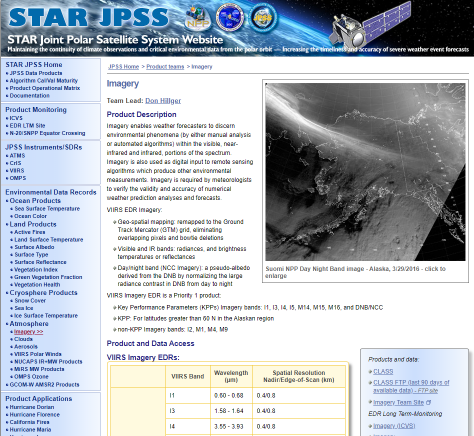 STAR JPSS
STAR Joint Polar Satellite System Website
Maintaining the continuity of climate observations and critical environmental data from the polar orbit — Increasing the timeliness and accuracy of severe weather event forecasts
STAR JPSS Home
JPSS Data Products
Algorithm Cal/Val Maturity
Product Operational Matrix
Documentation
Product Monitoring
ICVS
EDR LTM Site
N-20/SNPP Equator Crossing
JPSS Instruments/SDRs
ATMS
CrIS
VIIRS
OMPS
Environmental Data Records
Ocean Products
Sea Surface Temperature
Ocean Color
Land Products
Active Fires
Land Surface Temperature
Surface Albedo
Surface Type
Surface Reflectance
Vegetation Index
Green Vegetation Fraction
Vegetation Health
Cryosphere Products
Snow Cover
Sea Ice
Ice Surface Temperature
Atmosphere
Imagery >>
Clouds
Aerosols
VIIRS Polar Winds
NUCAPS IR+MW Products
MiRS MW Products
OMPS Ozone
GCOM-W AMSR2 Products
Product Applications
Hurricane Dorian
Hurricane Florence
California Fires
Hurricane Maria
JPSS Home > Product teams > Imagery
Imagery
Team Lead: Don Hillger
Product Description
Imagery enables weather forecasters to discern
environmental phenomena (by either manual analysis
or automated algorithms) within the visible, near-
infrared and infrared, portions of the spectrum.
Imagery is also used as digital input to remote sensing
algorithms which produce other environmental
measurements. Imagery is required by meteorologists
to verify the validity and accuracy of numerical
weather prediction analyses and forecasts.
VIIRS EDR imagery:
Geo-spatial mapping: remapped to the Ground
Track Mercator (GTM) grid, eliminating
overlapping pixels and bowtie deletions
Visible and IR bands: radiances, and brightness
temperatures or reflectances
Day/night band (NCC Imagery): a pseudo-albedo
derived from the DNB by normalizing the large
radiance contrast in DNB from day to night
Suomi NPP Day Night Band image - Alaska, 3/29/2016 - click to
enlarge
VIIRS Imagery EDR is a Priority 1 product:
Key Performance Parameters (KPPs) Imagery bands: I1, I3, I4, I5, M14, M15, M16, and DNB/NCC
KPP: For latitudes greater than 60 N in the Alaskan region
non-KPP Imagery bands: I2, M1, M4, M9
Product and Data Access
VIIRS Imagery EDRs:
VIIRS Band
Wavelength
(µm)
Spatial Resolution
Nadir/Edge-of-Scan (km)
I1 0.60 - 0.68 0.4/0.8
I3 1.58 - 1.64 0.4/0.8
I4 3.55 - 3.93 0.4/0.8
Products and data:
CLASS
CLASS FTP (last 90 days of
available data) - FTP site
Imagery Team Site
EDR Long Term-Monitoring
Imagery (ICVS)